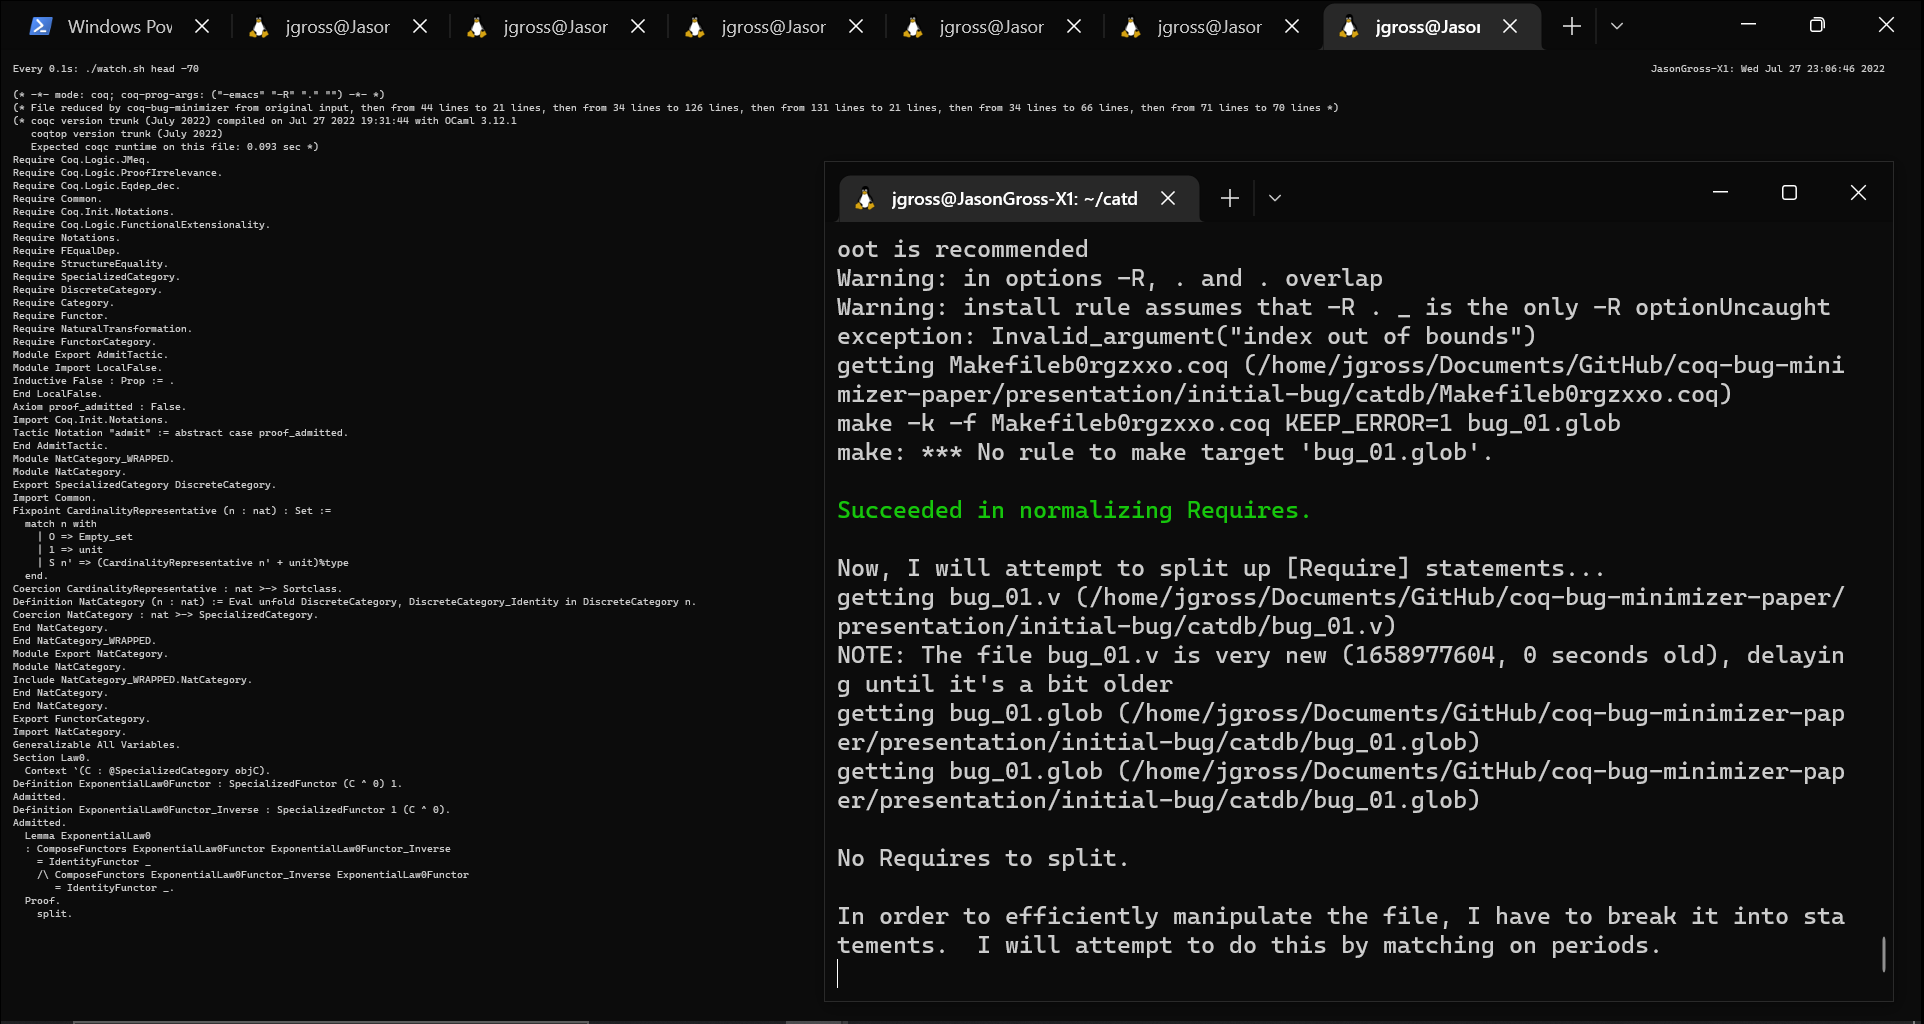 Windows Pov
jgross@Jasor
jgross@Jasor
jgross@Jasor
jgross@Jasor
jgross@Jasor
jgross@Jasor
Every 0.1s: ./watch.sh head -70
JasonGross-X1: Wed Jul 27 23:06:46 2022
(* -*- mode: coq; coq-prog-args: ("-emacs" "-R" "." "") -*- *)
(* File reduced by coq-bug-minimizer from original input, then from 44 lines to 21 lines, then from 34 lines to 126 lines, then from 131 lines to 21 lines, then from 34 lines to 66 lines, then from 71 lines to 70 lines *)
(* coqc version trunk (July 2022) compiled on Jul 27 2022 19:31:44 with OCaml 3.12.1
   coqtop version trunk (July 2022)
   Expected coqc runtime on this file: 0.093 sec *)
Require Coq.Logic.JMeq.
Require Coq.Logic.ProofIrrelevance.
Require Coq.Logic.Eqdep_dec.
Require Common.
Require Coq.Init.Notations.
Require Coq.Logic.FunctionalExtensionality.
Require Notations.
Require FEqualDep.
Require StructureEquality.
Require SpecializedCategory.
Require DiscreteCategory.
Require Category.
Require Functor.
Require NaturalTransformation.
Require FunctorCategory.
Module Export AdmitTactic.
Module Import LocalFalse.
Inductive False : Prop := .
End LocalFalse.
Axiom proof_admitted : False.
Import Coq.Init.Notations.
Tactic Notation "admit" := abstract case proof_admitted.
End AdmitTactic.
Module NatCategory_WRAPPED.
Module NatCategory.
Export SpecializedCategory DiscreteCategory.
Import Common.
Fixpoint CardinalityRepresentative (n : nat) : Set :=
  match n with
    | O => Empty_set
    | 1 => unit
    | S n' => (CardinalityRepresentative n' + unit)%type
  end.
Coercion CardinalityRepresentative : nat >-> Sortclass.
Definition NatCategory (n : nat) := Eval unfold DiscreteCategory, DiscreteCategory_Identity in DiscreteCategory n.
Coercion NatCategory : nat >-> SpecializedCategory.
End NatCategory.
End NatCategory_WRAPPED.
Module Export NatCategory.
Module NatCategory.
Include NatCategory_WRAPPED.NatCategory.
End NatCategory.
End NatCategory.
Export FunctorCategory.
Import NatCategory.
Generalizable All Variables.
Section Law0.
  Context `(C : @SpecializedCategory objC).
Definition ExponentialLaw0Functor : SpecializedFunctor (C ^ 0) 1.
Admitted.
Definition ExponentialLaw0Functor_Inverse : SpecializedFunctor 1 (C ^ 0).
Admitted.
  Lemma ExponentialLaw0
  : ComposeFunctors ExponentialLaw0Functor ExponentialLaw0Functor_Inverse
    = IdentityFunctor _
    /\ ComposeFunctors ExponentialLaw0Functor_Inverse ExponentialLaw0Functor
       = IdentityFunctor _.
  Proof.
    split.
jgross@JasonGross-X1: ~/catd
oot is recommended
Warning: in options -R, . and . overlap
Warning: install rule assumes that -R . _ is the only -R optionUncaught
exception: Invalid_argument("index out of bounds")
getting Makefileb0rgzxxo.coq (/home/jgross/Documents/GitHub/coq-bug-mini
mizer-paper/presentation/initial-bug/catdb/Makefileb0rgzxxo.coq)
make -k -f Makefileb0rgzxxo.coq KEEP_ERROR=1 bug_01.glob
make: *** No rule to make target 'bug_01.glob'.
Succeeded in normalizing Requires.
Now, I will attempt to split up [Require] statements...
getting bug_01.v (/home/jgross/Documents/GitHub/coq-bug-minimizer-paper/
presentation/initial-bug/catdb/bug_01.v)
NOTE: The file bug_01.v is very new (1658977604, 0 seconds old), delayin
g until it's a bit older
getting bug_01.glob (/home/jgross/Documents/GitHub/coq-bug-minimizer-pap
er/presentation/initial-bug/catdb/bug_01.glob)
getting bug_01.glob (/home/jgross/Documents/GitHub/coq-bug-minimizer-pap
er/presentation/initial-bug/catdb/bug_01.glob)
No Requires to split.
In order to efficiently manipulate the file, I have to break it into sta
tements.  I will attempt to do this by matching on periods.